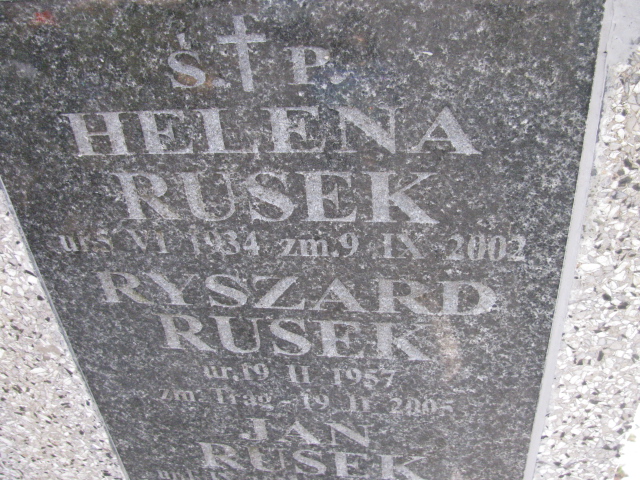 Ś. P.
HELENA
RUSEK
ur.5 VI 1934 zm.9 IX 2002
RYSZARD
RUSEK
ur.19 II 1957
zm. Trag - 19 II 2005
JAN
RUSEK